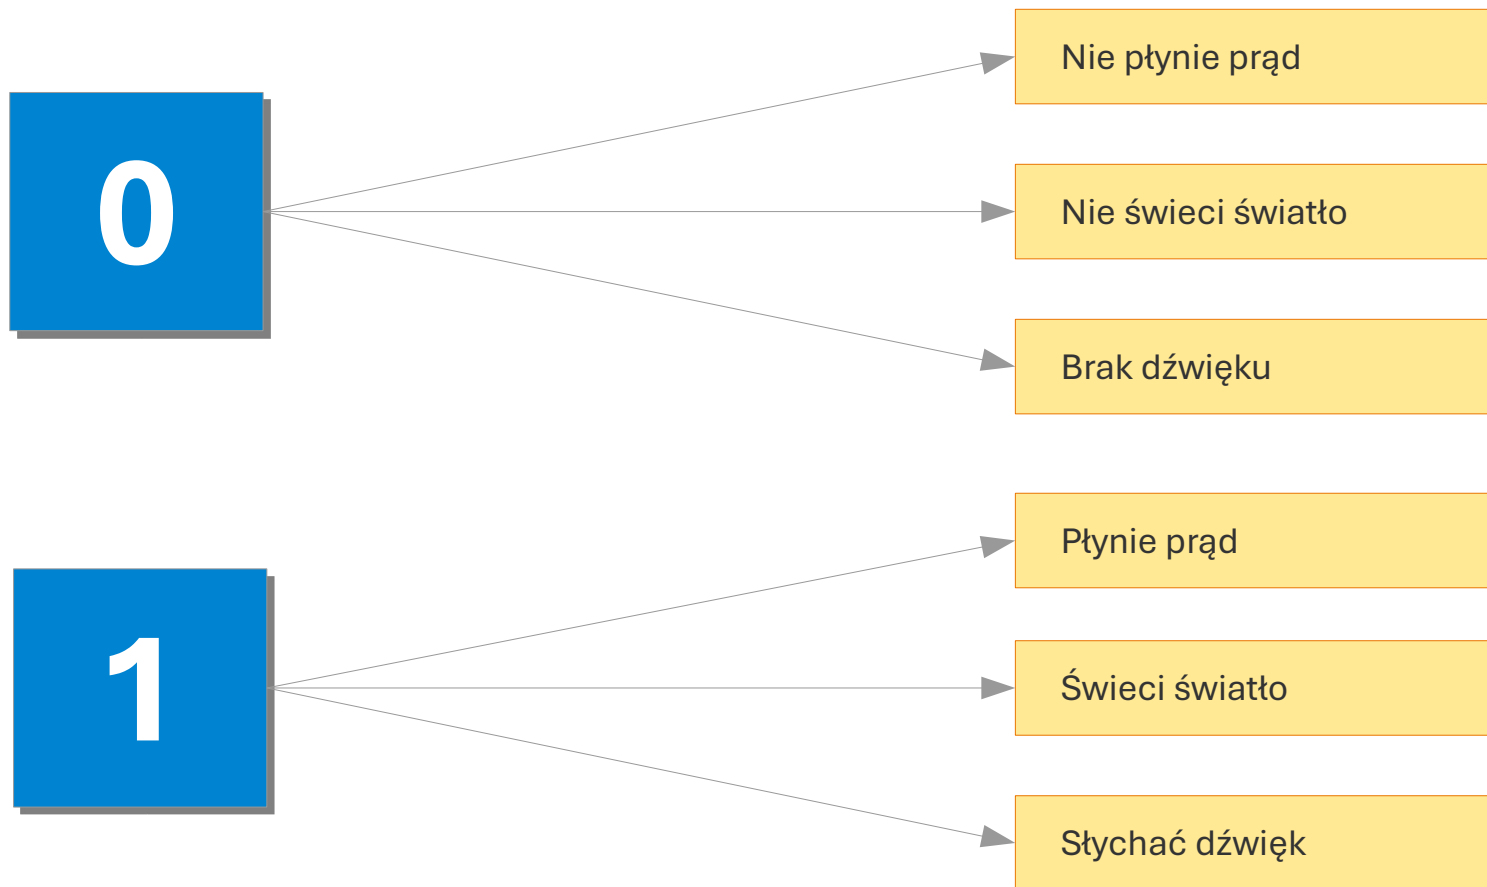 0
Nie płynie prąd
Nie świeci światło
Brak dźwięku
1
Płynie prąd
Świeci światło
Słychać dźwięk